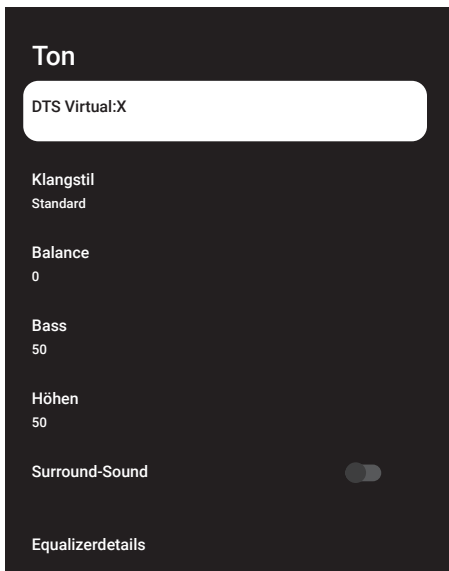 Ton
DTS Virtual:X
Klangstil
Standard
Balance
0
Bass
50
Höhen
50
Surround-Sound
Equalizerdetails